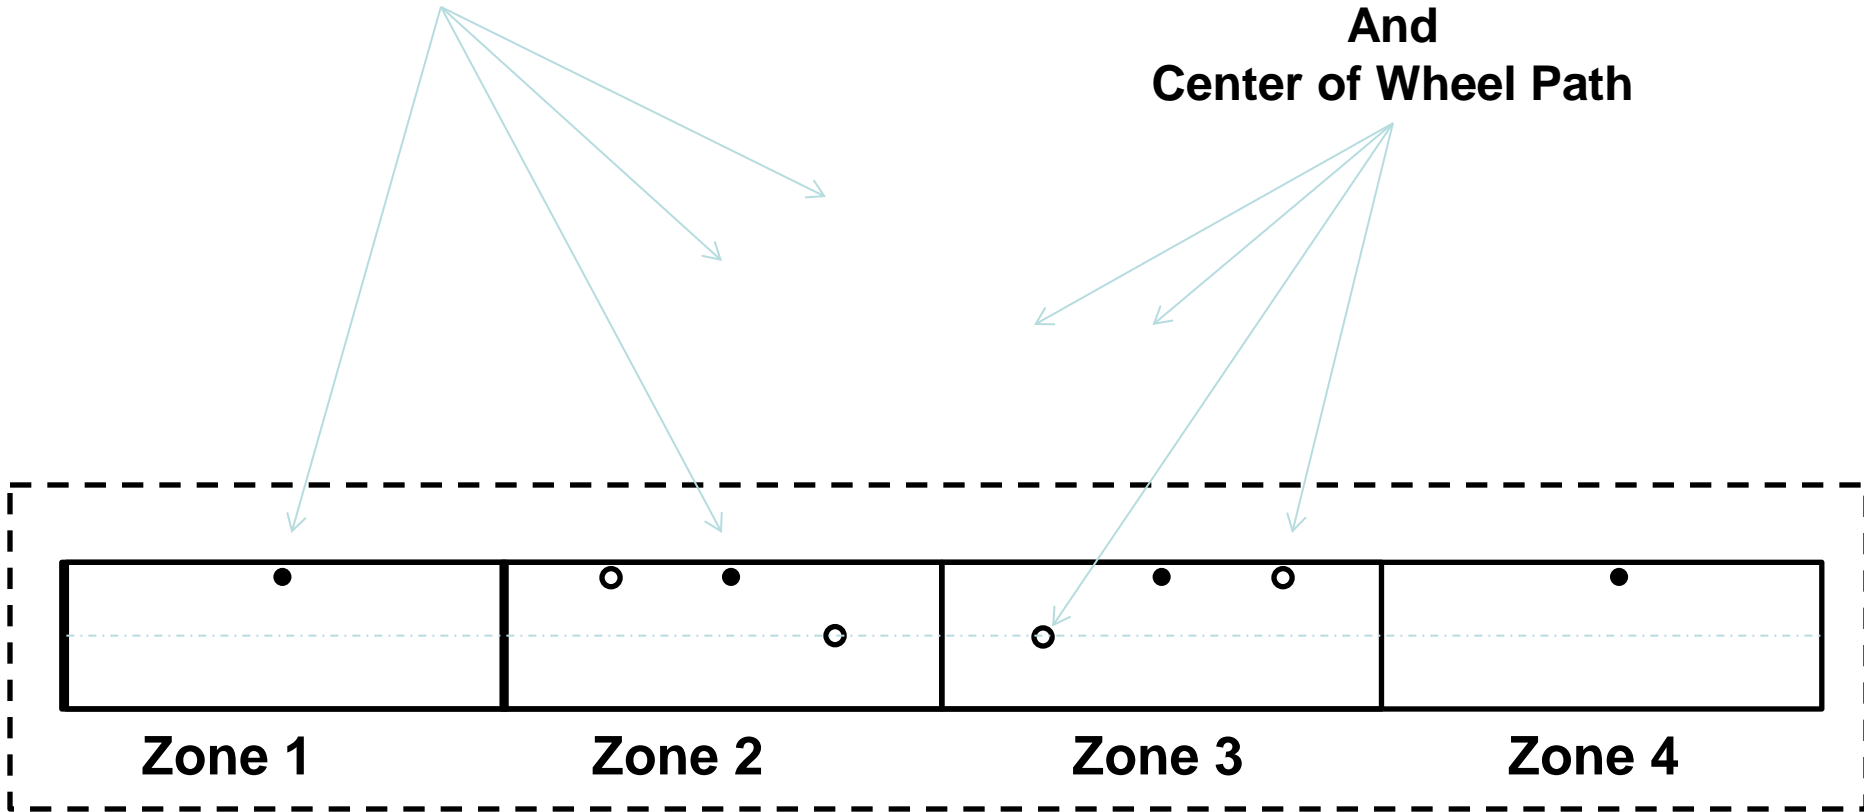 And
Center of Wheel Path
Zone 1
Zone 2
Zone 3
Zone 4